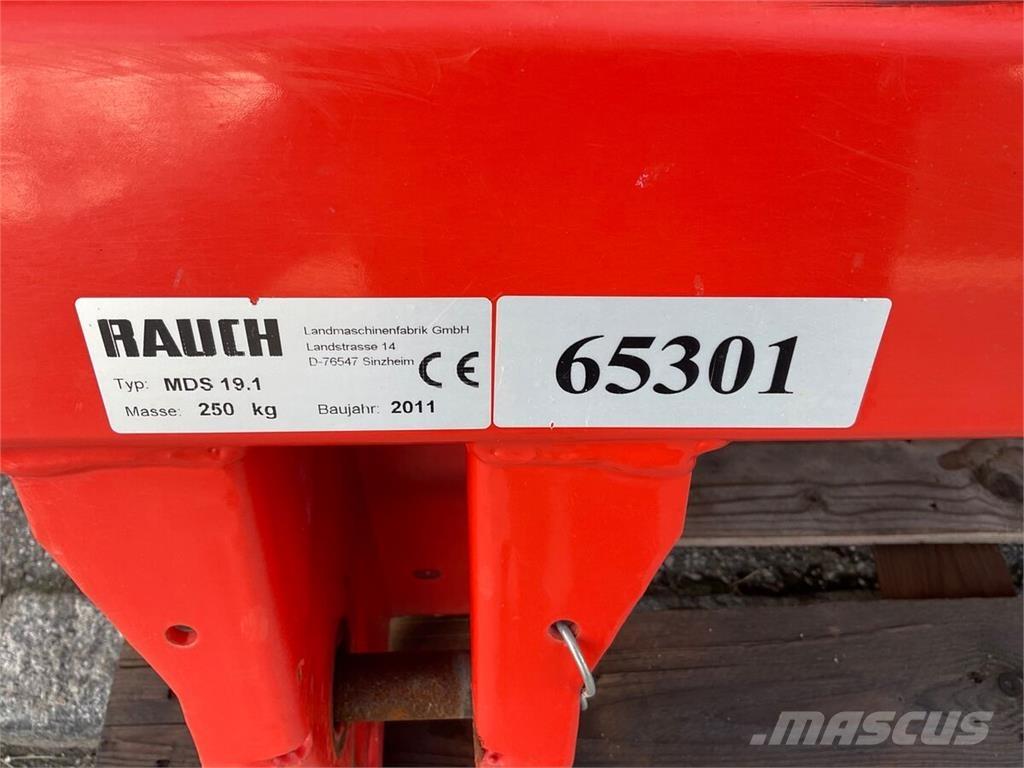 RAUCH
Landmaschinenfabrik GmbH
Landstrasse 14
D-76547 Sinzheim
CE
Typ: MDS 19.1
Masse: 250 kg
Baujahr: 2011
65301
MASCUS